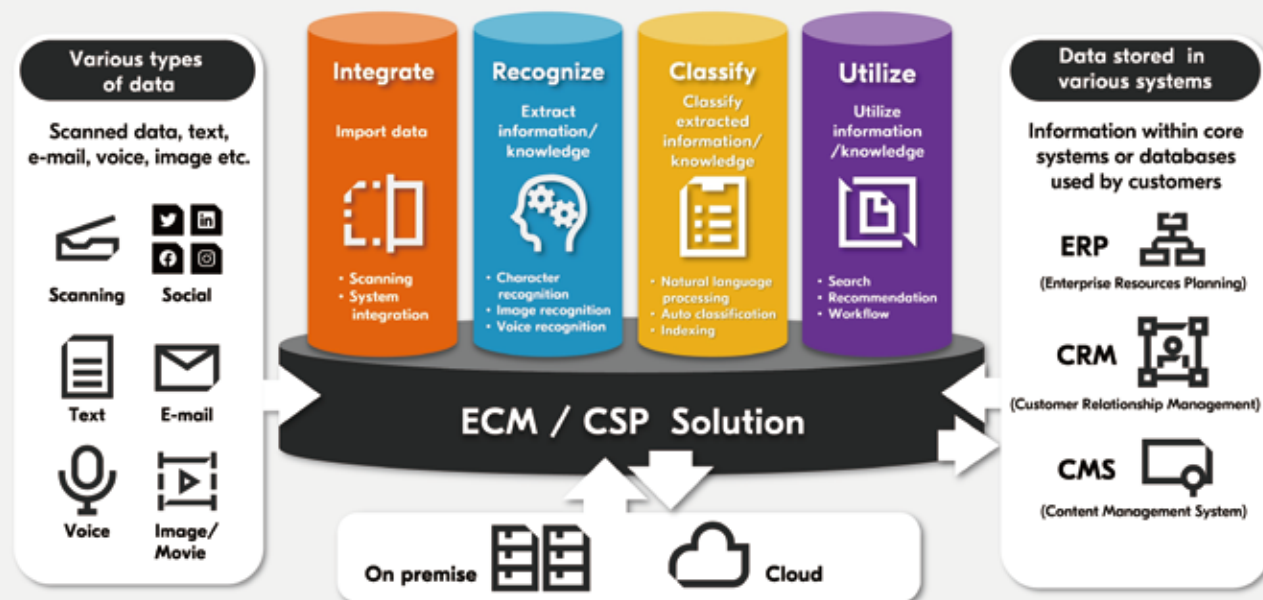 Various types
of data
Scanned data, text,
e-mail, voice, image etc.
Scanning
Social
Text
E-mail
Voice
Image/
Movie
Integrate
Import data
• Scanning
• System
integration
Recognize
Extract
information/
knowledge
• Character
recognition
• Image recognition
• Voice recognition
Classify
Classify
extracted
information/
knowledge
• Natural language
processing
• Auto classification
• Indexing
Utilize
Utilize
information
/knowledge
• Search
• Recommendation
• Workflow
ECM / CSP Solution
On premise
Cloud
Data stored in
various systems
Information within core
systems or databases
used by customers
ERP
(Enterprise Resources Planning)
CRM
(Customer Relationship Management)
CMS
(Content Management System)